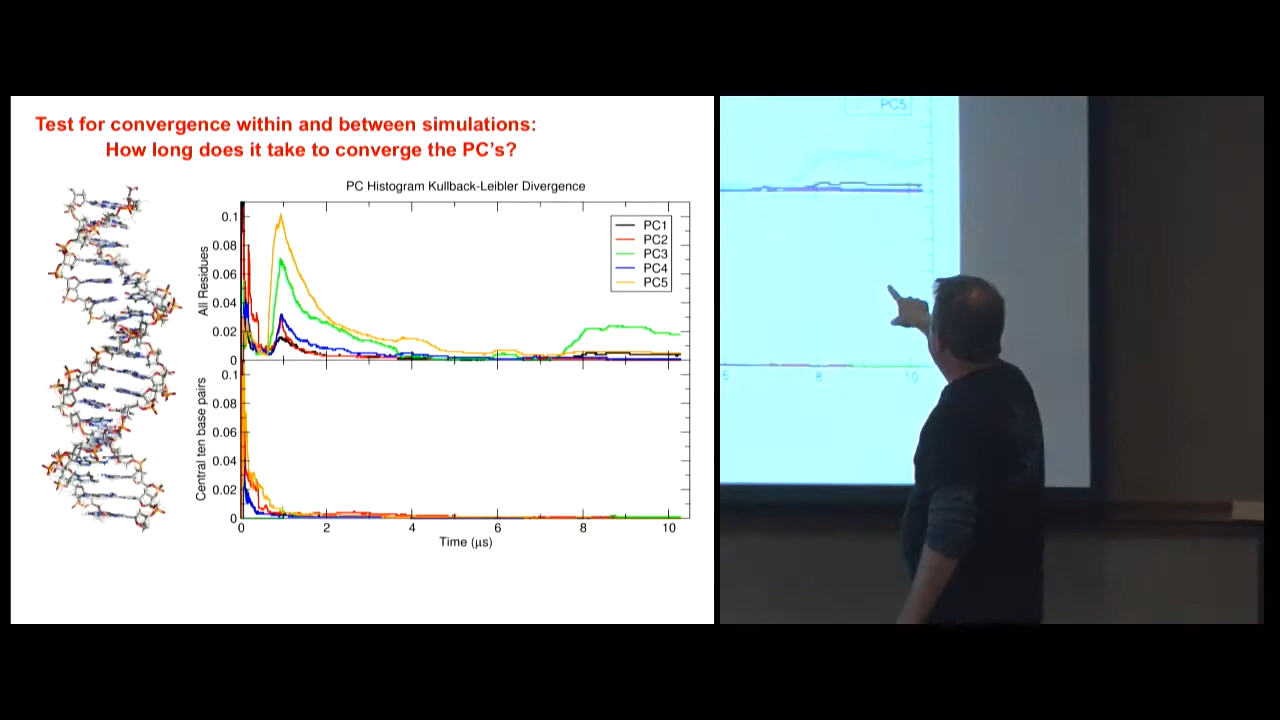 Test for convergence within and between simulations:
How long does it take to converge the PC's?
PC Histogram Kullback-Leibler Divergence
All Residues
0.1
0.08
0.06
0.04
0.02
0
PC1
PC2
PC3
PC4
PC5
Central ten base pairs
0.1
0.08
0.06
0.04
0.02
0
0 2 4 6 8 10
Time (μs)
PC5
6 8 10